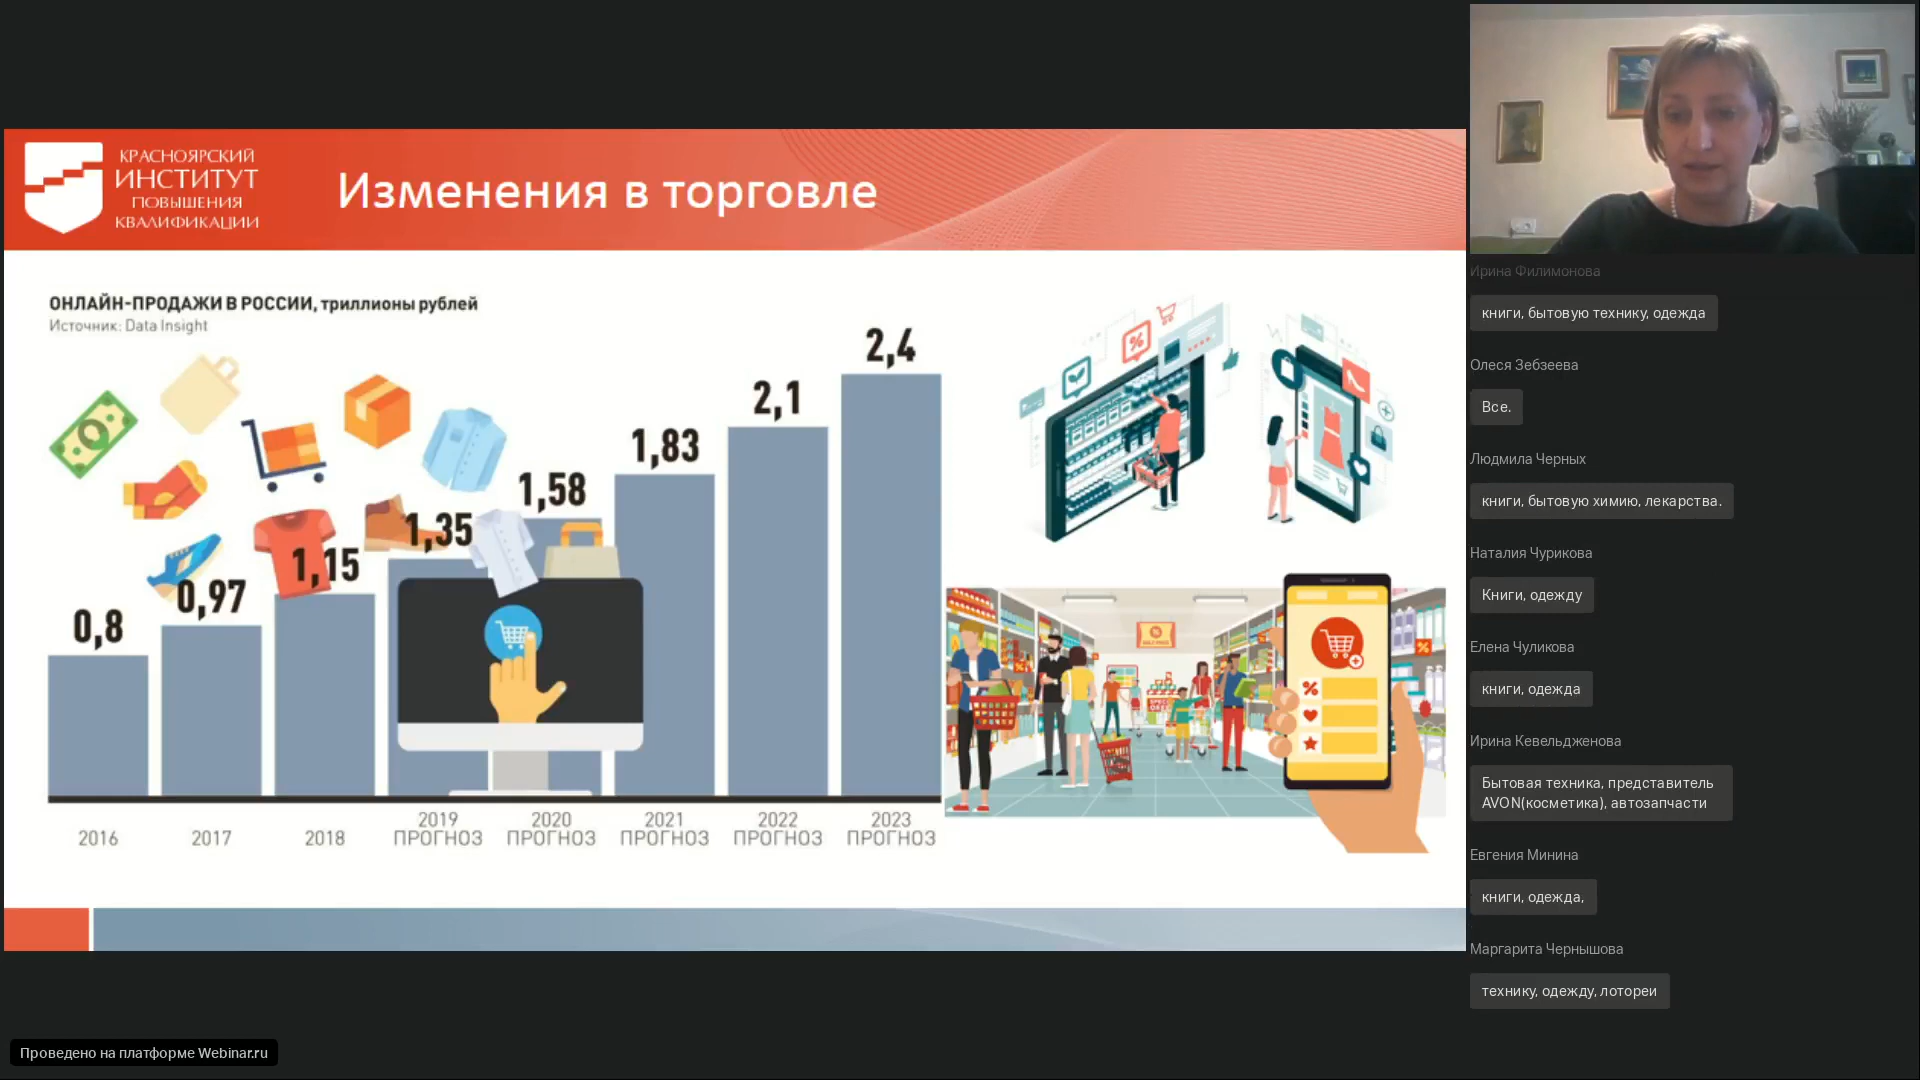 КРАСНОЯРСКИЙ
ИНСТИТУТ
ПОВЫШЕНИЯ
КВАЛИФИКАЦИИ
Изменения в торговле
ОНЛАЙН-ПРОДАЖИ В РОССИИ, триллионы рублей
Источник: Data Insight
0,8
0,97
1,15
1,35
1,58
1,83
2,1
2,4
2016
2017
2018
2019
ПРОГНОЗ
2020
ПРОГНОЗ
2021
ПРОГНОЗ
2022
ПРОГНОЗ
2023
ПРОГНОЗ
Ирина Филимонова
книги, бытовую технику, одежда
Олеся Зебзеева
Все.
Людмила Черных
книги, бытовую химию, лекарства.
Наталия Чурикова
Книги, одежду
Елена Чуликова
книги, одежда
Ирина Кевельдженова
Бытовая техника, представитель
AVON(косметика), автозапчасти
Евгения Минина
книги, одежда,
Маргарита Чернышова
технику, одежду, лотореи
Проведено на платформе Webinar.ru